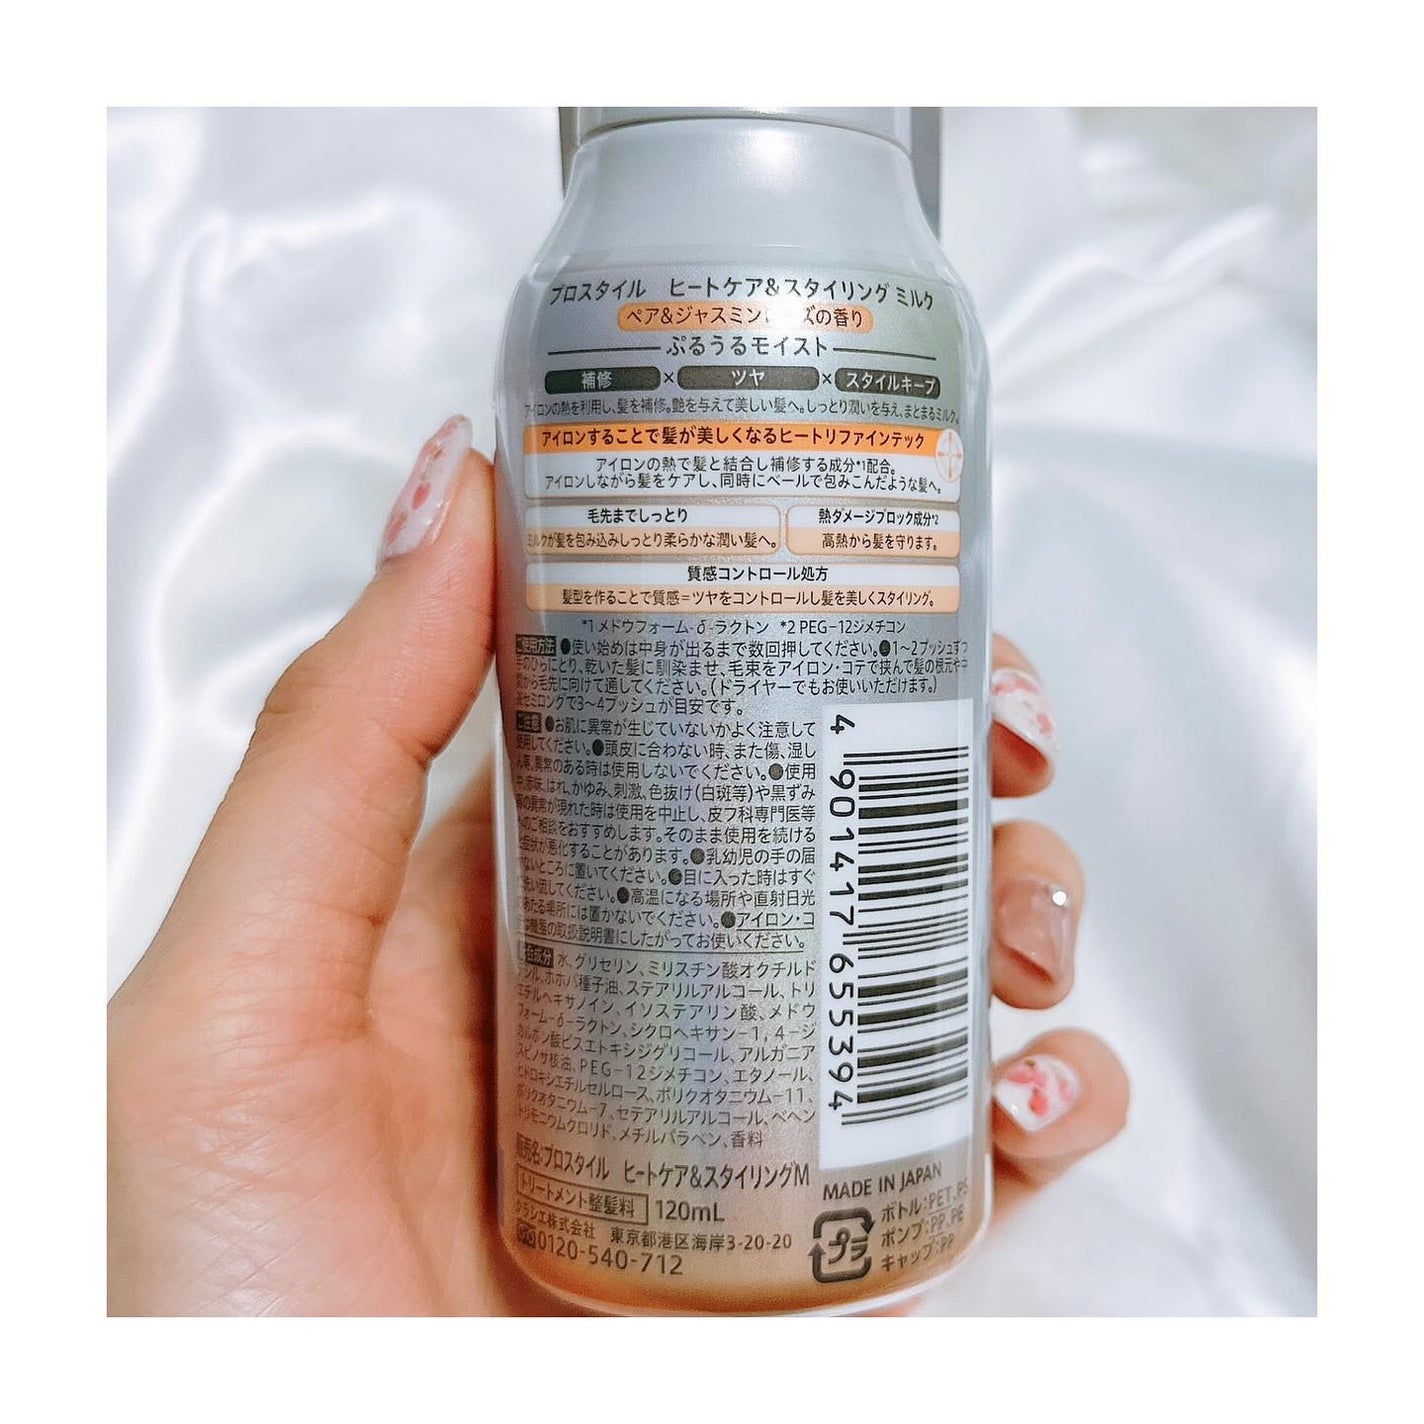 プロスタイル ヒートケア&スタイリング ミルク
ペア&ジャスミン ズの香り
ぷるうるモイスト
補修 × ツヤ × スタイルキープ
アイロンの熱を利用し、髪を補修。艶を与えて美しい髪へ。しっとり潤いを与え、まとまるミルク。
アイロンすることで髪が美しくなるヒートリファインテック
アイロンの熱で髪と結合し補修する成分*1配合。
アイロンしながら髪をケアし、同時にベールで包みこんだような髪へ。
毛先までしっとり
ミルクが髪を包み込みしっとり柔らかな潤い髪へ。
熱ダメージブロック成分*2
高熱から髪を守ります。
質感コントロール処方
髪型を作ることで質感=ツヤをコントロールし髪を美しくスタイリング。
*1 メドウフォーム-δ-ラクトン *2 PEG-12ジメチコン
ご使用方法 ●使い始めは中身が出るまで数回押してください。●1~2プッシュずつ
手のひらにとり、乾いた髪に馴染ませ、毛束をアイロン・コテで挟んで髪の根元や中
間から毛先に向けて通してください。(ドライヤーでもお使いいただけます。)
セミロングで3~4プッシュが目安です。
ご注意 ●お肌に異常が生じていないかよく注意して
使用してください。●頭皮に合わない時、また傷、湿し
ん等、異常のある時は使用しないでください。●使用
中、赤味、はれ、かゆみ、刺激、色抜け(白斑等)や黒ずみ
等の異常が現れた時は使用を中止し、皮フ科専門医等
へのご相談をおすすめします。そのまま使用を続ける
と症状が悪化することがあります。●乳幼児の手の届
かないところに置いてください。●目に入った時はすぐ
に洗い流してください。●高温になる場所や直射日光
のあたる場所には置かないでください。●アイロン・コ
テは機器の取扱説明書にしたがってお使いください。
配合成分 水、グリセリン、ミリスチン酸オクチルド
デシル、ホホバ種子油、ステアリルアルコール、トリ
エチルヘキサノイン、イソステアリン酸、メドウ
フォーム-δ-ラクトン、シクロヘキサン-1,4-ジ
カルボン酸ビスエトキシジグリコール、アルガニア
スピノサ核油、PEG-12ジメチコン、エタノール、
ヒドロキシエチルセルロース、ポリクオタニウム-11、
ポリクオタニウム-7、セテアリルアルコール、ベヘン
トリモニウムクロリド、メチルパラベン、香料
販売名:プロスタイル ヒートケア&スタイリングM
トリートメント整髪料 120mL
クラシエ株式会社 東京都港区海岸3-20-20
0120-540-712
4 901417 655394
MADE IN JAPAN
プラ
ボトル:PET、PS
ポンプ:PP、PE
キャップ:PP